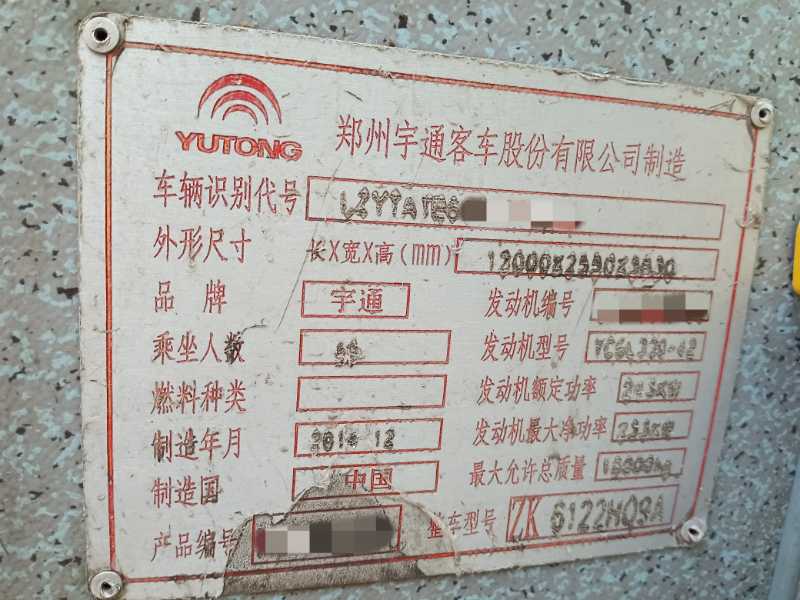 YUTONG 郑州宇通客车股份有限公司制造
车辆识别代号 LZYTATE6
外形尺寸 长X宽X高(mm)
品牌 宇通 发动机编号
乘坐人数 发动机型号
燃料种类 发动机额定功率
制造年月 2014 12 发动机最大净功率
制造国 中国 最大允许总质量 18000kg
产品编号 整车型号 ZK 6122HQ9A